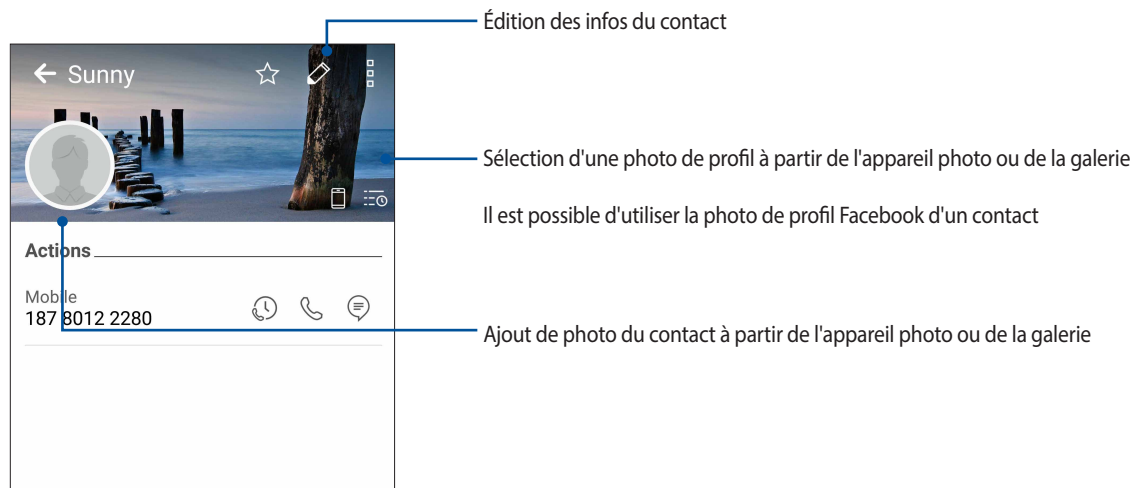 Édition des infos du contact
Sunny
Sélection d'une photo de profil à partir de l'appareil photo ou de la galerie
Il est possible d'utiliser la photo de profil Facebook d'un contact
Actions
Mobile
187 8012 2280
Ajout de photo du contact à partir de l'appareil photo ou de la galerie